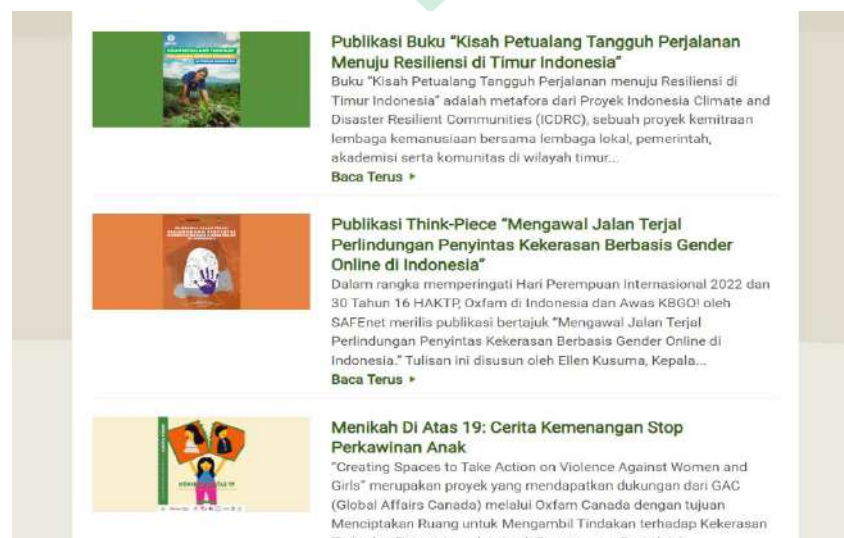 Publikasi Buku “Kisah Petualang Tangguh Perjalanan
Menuju Resiliensi di Timur Indonesia”
Buku “Kisah Petualang Tangguh Perjalanan menuju Resiliensi di
Timur Indonesia” adalah metafora dari Proyek Indonesia Climate and
Disaster Resilient Communities (ICDRC), sebuah proyek kemitraan
lembaga kemanusiaan bersama lembaga lokal, pemerintah,
akademisi serta komunitas di wilayah timur...
Baca Terus ▸
Publikasi Think-Piece “Mengawal Jalan Terjal
Perlindungan Penyintas Kekerasan Berbasis Gender
Online di Indonesia”
Dalam rangka memperingati Hari Perempuan Internasional 2022 dan
30 Tahun 16 HAKTP, Oxfam di Indonesia dan Awas KBGO! oleh
SAFEnet merilis publikasi bertajuk “Mengawal Jalan Terjal
Perlindungan Penyintas Kekerasan Berbasis Gender Online di
Indonesia.” Tulisan ini disusun oleh Ellen Kusuma, Kepala...
Baca Terus ▸
Menikah Di Atas 19: Cerita Kemenangan Stop
Perkawinan Anak
“Creating Spaces to Take Action on Violence Against Women and
Girls” merupakan proyek yang mendapatkan dukungan dari GAC
(Global Affairs Canada) melalui Oxfam Canada dengan tujuan
Menciptakan Ruang untuk Mengambil Tindakan terhadap Kekerasan